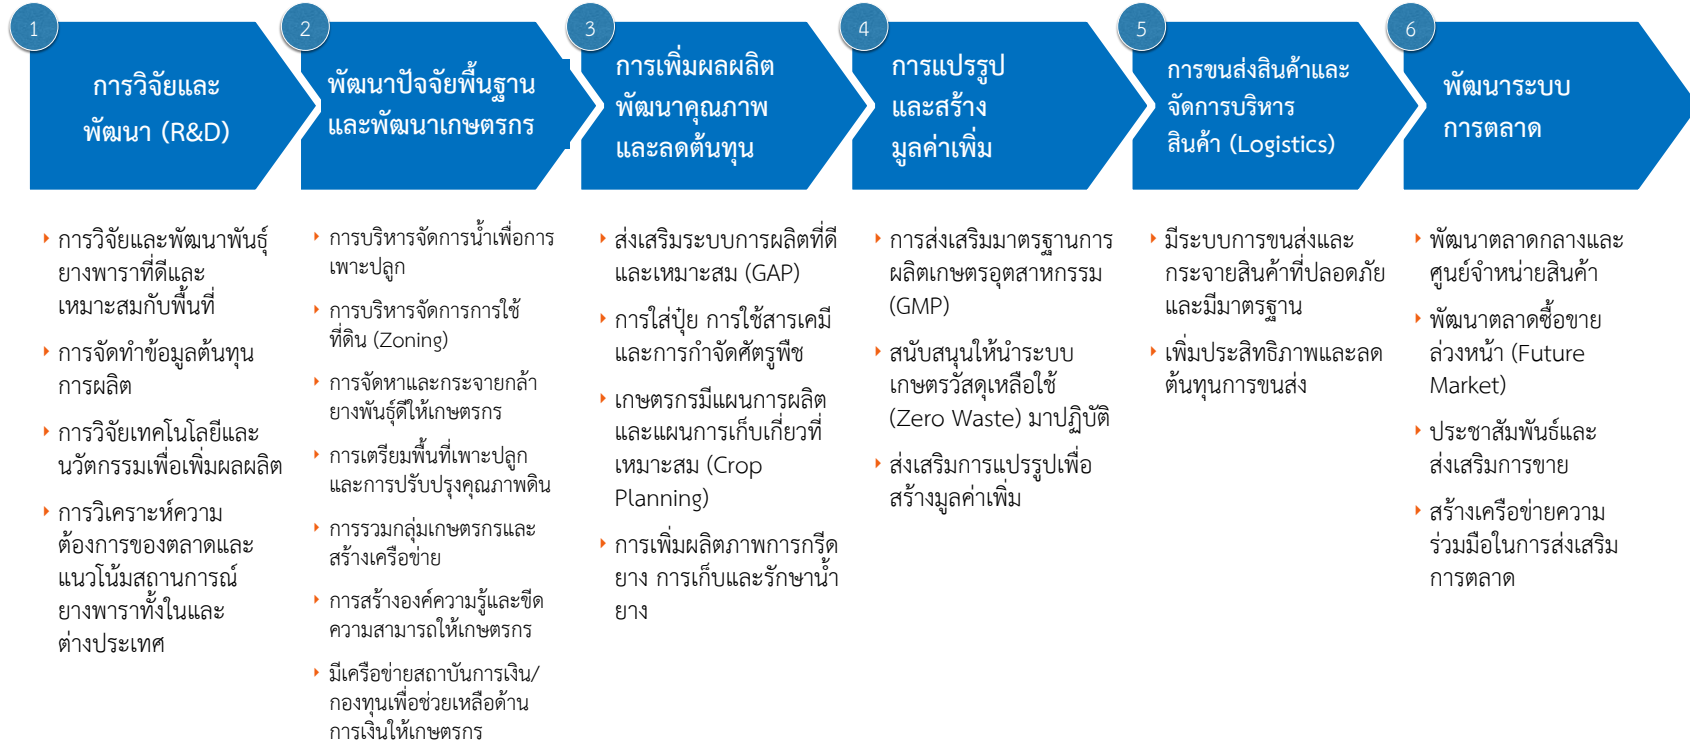 1
การวิจัยและ
พัฒนา (R&D)
2
พัฒนาปัจจัยพื้นฐาน
และพัฒนาเกษตรกร
3
การเพิ่มผลผลิต
พัฒนาคุณภาพ
และลดต้นทุน
4
การแปรรูป
และสร้าง
มูลค่าเพิ่ม
5
การขนส่งสินค้าและ
จัดการบริหาร
สินค้า (Logistics)
6
พัฒนาระบบ
การตลาด
การวิจัยและพัฒนาพันธุ์
ยางพาราที่ดีและ
เหมาะสมกับพื้นที่
การจัดทำข้อมูลต้นทุน
การผลิต
การวิจัยเทคโนโลยีและ
นวัตกรรมเพื่อเพิ่มผลผลิต
การวิเคราะห์ความ
ต้องการของตลาดและ
แนวโน้มสถานการณ์
ยางพาราทั้งในและ
ต่างประเทศ
การบริหารจัดการน้ำเพื่อการ
เพาะปลูก
การบริหารจัดการการใช้
ที่ดิน (Zoning)
การจัดหาและกระจายกล้า
ยางพันธุ์ดีให้เกษตรกร
การเตรียมพื้นที่เพาะปลูก
และการปรับปรุงคุณภาพดิน
การรวมกลุ่มเกษตรกรและ
สร้างเครือข่าย
การสร้างองค์ความรู้และขีด
ความสามารถให้เกษตรกร
มีเครือข่ายสถาบันการเงิน/
กองทุนเพื่อช่วยเหลือด้าน
การเงินให้เกษตรกร
ส่งเสริมระบบการผลิตที่ดี
และเหมาะสม (GAP)
การใส่ปุ๋ย การใช้สารเคมี
และการกำจัดศัตรูพืช
เกษตรกรมีแผนการผลิต
และแผนการเก็บเกี่ยวที่
เหมาะสม (Crop
Planning)
การเพิ่มผลิตภาพการกรีด
ยาง การเก็บและรักษาน้ำ
ยาง
การส่งเสริมมาตรฐานการ
ผลิตเกษตรอุตสาหกรรม
(GMP)
สนับสนุนให้นำระบบ
เกษตรวัสดุเหลือใช้
(Zero Waste) มาปฏิบัติ
ส่งเสริมการแปรรูปเพื่อ
สร้างมูลค่าเพิ่ม
มีระบบการขนส่งและ
กระจายสินค้าที่ปลอดภัย
และมีมาตรฐาน
เพิ่มประสิทธิภาพและลด
ต้นทุนการขนส่ง
พัฒนาตลาดกลางและ
ศูนย์จำหน่ายสินค้า
พัฒนาตลาดซื้อขาย
ล่วงหน้า (Future
Market)
ประชาสัมพันธ์และ
ส่งเสริมการขาย
สร้างเครือข่ายความ
ร่วมมือในการส่งเสริม
การตลาด